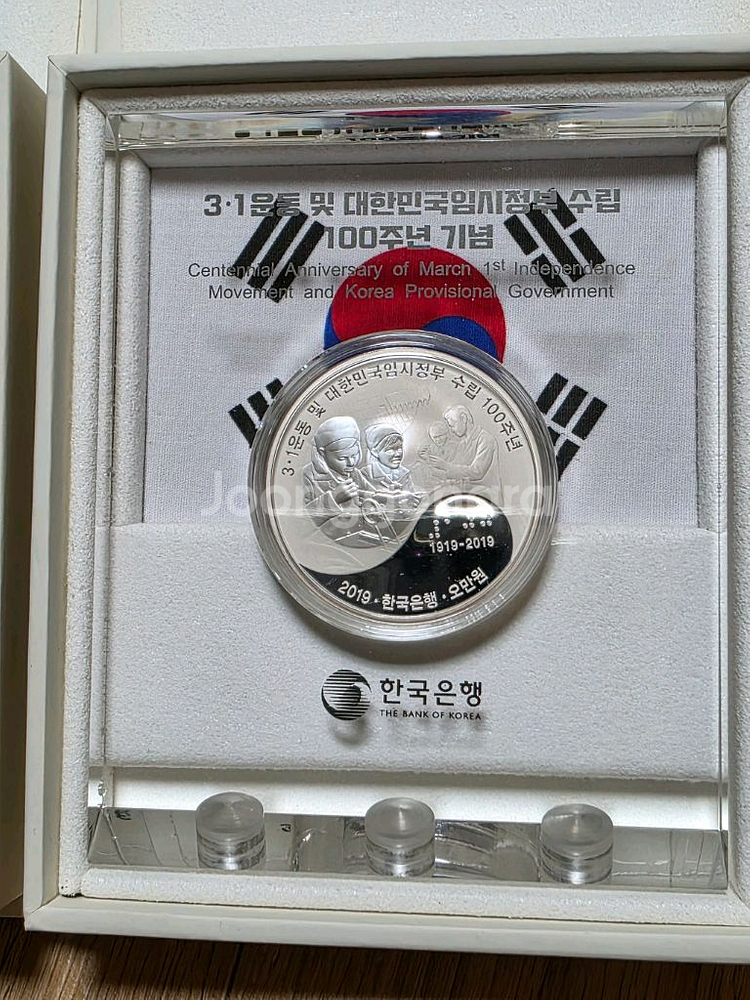 3·1운동 및 대한민국임시정부 수립
100주년 기념
Centennial Anniversary of March 1st Independence
Movement and Korea Provisional Government
3·1운동 및 대한민국임시정부 수립 100주년
Joonggonara
1919-2019
2019·한국은행·오만원
한국은행
THE BANK OF KOREA